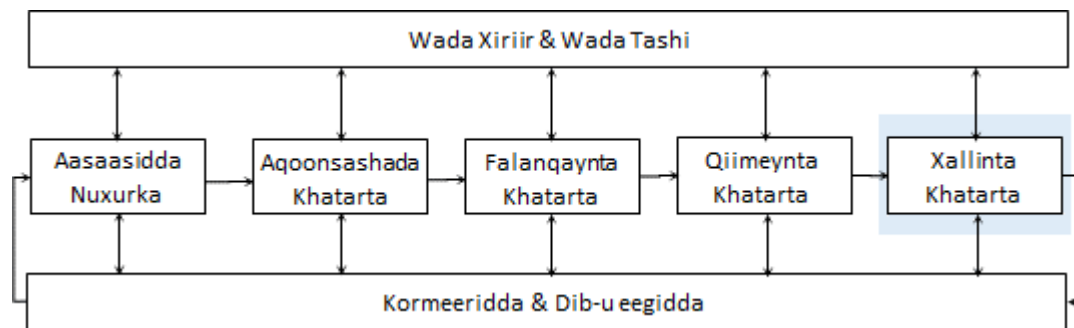 Wada Xiriir & Wada Tashi
Aasaasidda
Nuxurka
Aqoonsashada
Khatarta
Falanqaynta
Khatarta
Qiimeynta
Khatarta
Xallinta
Khatarta
Kormeeridda & Dib-u eegidda